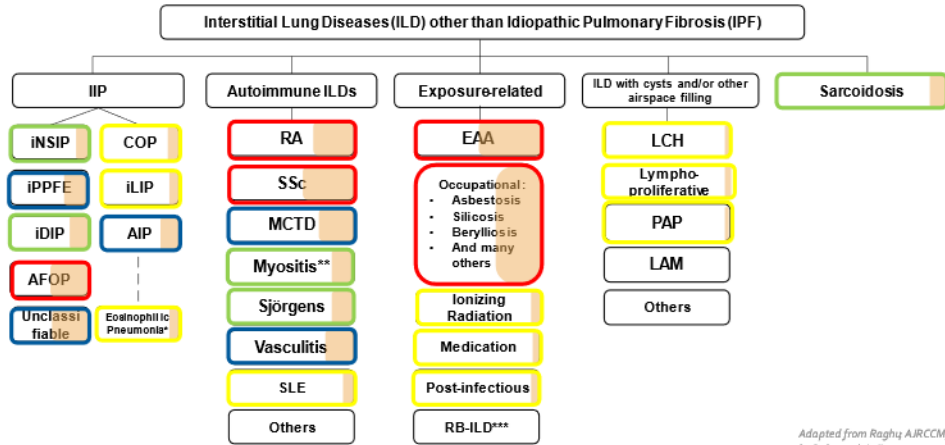 Interstitial Lung Diseases (ILD) other than Idiopathic Pulmonary Fibrosis (IPF)
IIP
Autoimmune ILDs
Exposure-related
ILD with cysts and/or other
airspace filling
Sarcoidosis
iNSIP
COP
iPPFE
iLIP
iDIP
AIP
AFOP
Unclassi
fiable
Eosinophilic
Pneumonia*
RA
SSc
MCTD
Myositis**
Sjörgens
Vasculitis
SLE
Others
EAA
Occupational:
• Asbestosis
• Silicosis
• Berylliosis
• And many
others
Ionizing
Radiation
Medication
Post-infectious
RB-ILD***
LCH
Lympho-
proliferative
PAP
LAM
Others
Adapted from Raghu AJRCCM